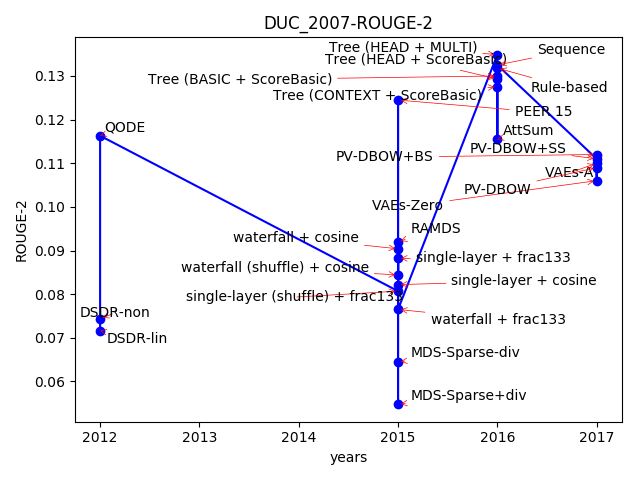 DUC_2007-ROUGE-2
Tree (HEAD + MULTI)
Sequence
Tree (HEAD + ScoreBasic)
Tree (BASIC + ScoreBasic)
Rule-based
Tree (CONTEXT + ScoreBasic)
PEER 15
QODE
AttSum
PV-DBOW+SS
PV-DBOW+BS
VAEs-A
PV-DBOW
VAEs-Zero
RAMDS
waterfall + cosine
single-layer + frac133
waterfall (shuffle) + cosine
single-layer + cosine
single-layer (shuffle) + frac133
DSDR-non
waterfall + frac133
DSDR-lin
MDS-Sparse-div
MDS-Sparse+div
0.13
0.12
0.11
0.10
0.09
0.08
0.07
0.06
ROUGE-2
2012 2013 2014 2015 2016 2017
years